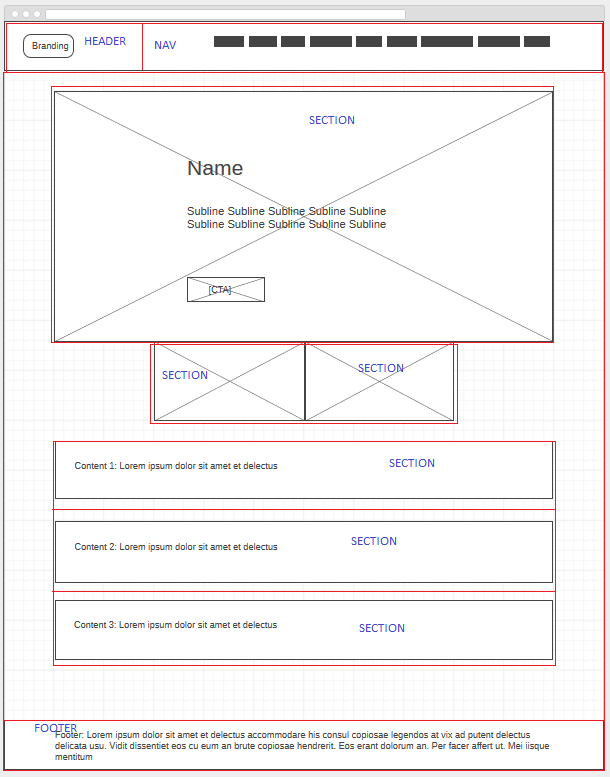 Branding
HEADER
NAV
SECTION
Name
Subline Subline Subline Subline Subline
Subline Subline Subline Subline Subline
[CTA]
SECTION
SECTION
Content 1: Lorem ipsum dolor sit amet et delectus
SECTION
Content 2: Lorem ipsum dolor sit amet et delectus
SECTION
Content 3: Lorem ipsum dolor sit amet et delectus
SECTION
FOOTER
Footer: Lorem ipsum dolor sit amet et delectus accommodare his consul copiosae legendos at vix ad putent delectus
delicata usu. Vidit dissentiet eos cu eum an brute copiosae hendrerit. Eos erant dolorum an. Per facer affert ut. Mei iisque
mentitum